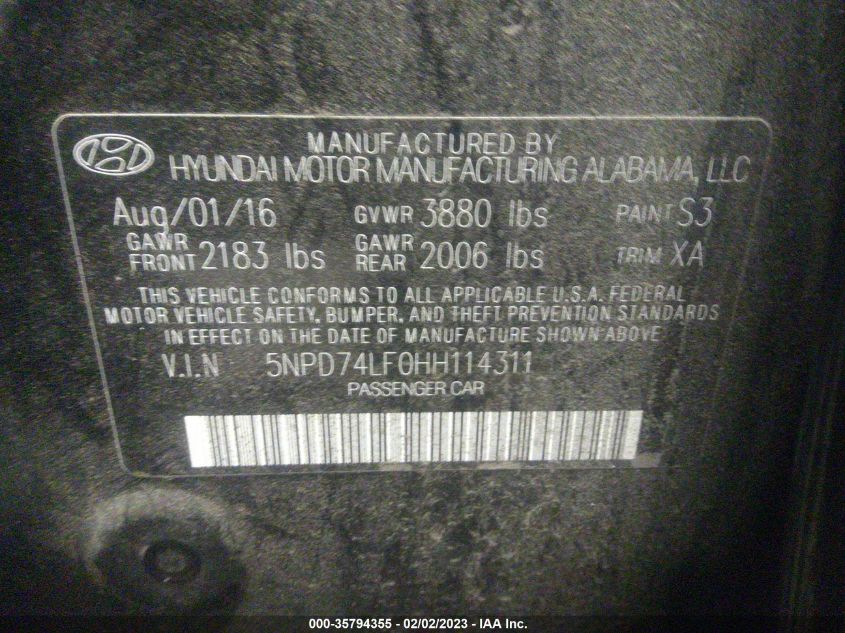 MANUFACTURED BY
HYUNDAI MOTOR MANUFACTURING ALABAMA, LLC
Aug/01/16 GVWR 3880 lbs PAINT S3
GAWR FRONT 2183 lbs GAWR REAR 2006 lbs TRIM XA
THIS VEHICLE CONFORMS TO ALL APPLICABLE U.S.A. FEDERAL
MOTOR VEHICLE SAFETY, BUMPER, AND THEFT PREVENTION STANDARDS
IN EFFECT ON THE DATE OF MANUFACTURE SHOWN ABOVE
V.I.N 5NPD74LF0HH114311
PASSENGER CAR
000-35794355 - 02/02/2023 - IAA Inc.